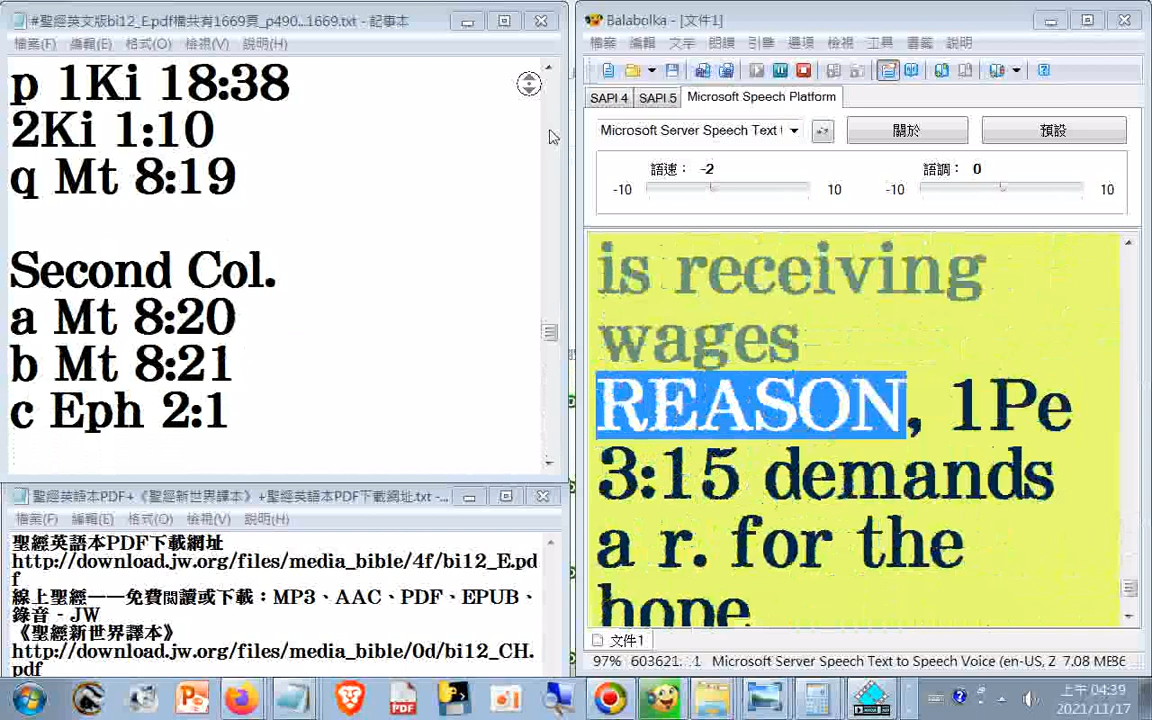 #聖經英文版bi12_E.pdf檔共有1669頁_p490...1669.txt - 記事本
檔案(F) 編輯(E) 格式(O) 檢視(V) 說明(H)
p 1Ki 18:38
2Ki 1:10
q Mt 8:19
Second Col.
a Mt 8:20
b Mt 8:21
c Eph 2:1
聖經英語本PDF+《聖經新世界譯本》+聖經英語本PDF下載網址.txt -...
檔案(F) 編輯(E) 格式(O) 檢視(V) 說明(H)
聖經英語本PDF下載網址
http://download.jw.org/files/media_bible/4f/bi12_E.pd
f
線上聖經——免費閱讀或下載：MP3、AAC、PDF、EPUB、
錄音 - JW
《聖經新世界譯本》
http://download.jw.org/files/media_bible/0d/bi12_CH.
pdf
Balabolka - [文件1]
檔案 編輯 文字 朗讀 引擎 選項 檢視 工具 書籤 說明
SAPI 4 SAPI 5 Microsoft Speech Platform
Microsoft Server Speech Text
關於 預設
語速： -2 語調： 0
-10 10 -10 10
is receiving
wages
REASON, 1Pe
3:15 demands
a r. for the
hope
文件1
97% 603621: 1 Microsoft Server Speech Text to Speech Voice (en-US, Z 7.08 MB
PDF
上午 04:39
2021/11/17